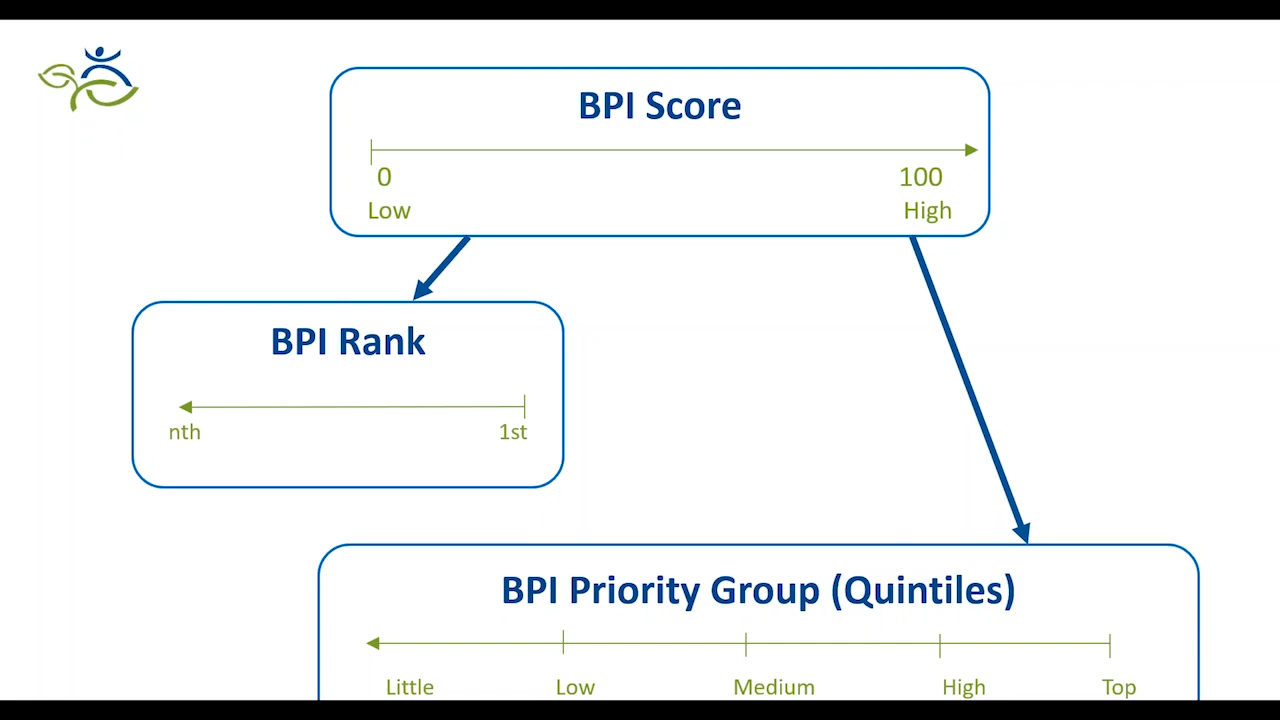 BPI Score
0 100
Low High
BPI Rank
nth 1st
BPI Priority Group (Quintiles)
Little Low Medium High Top